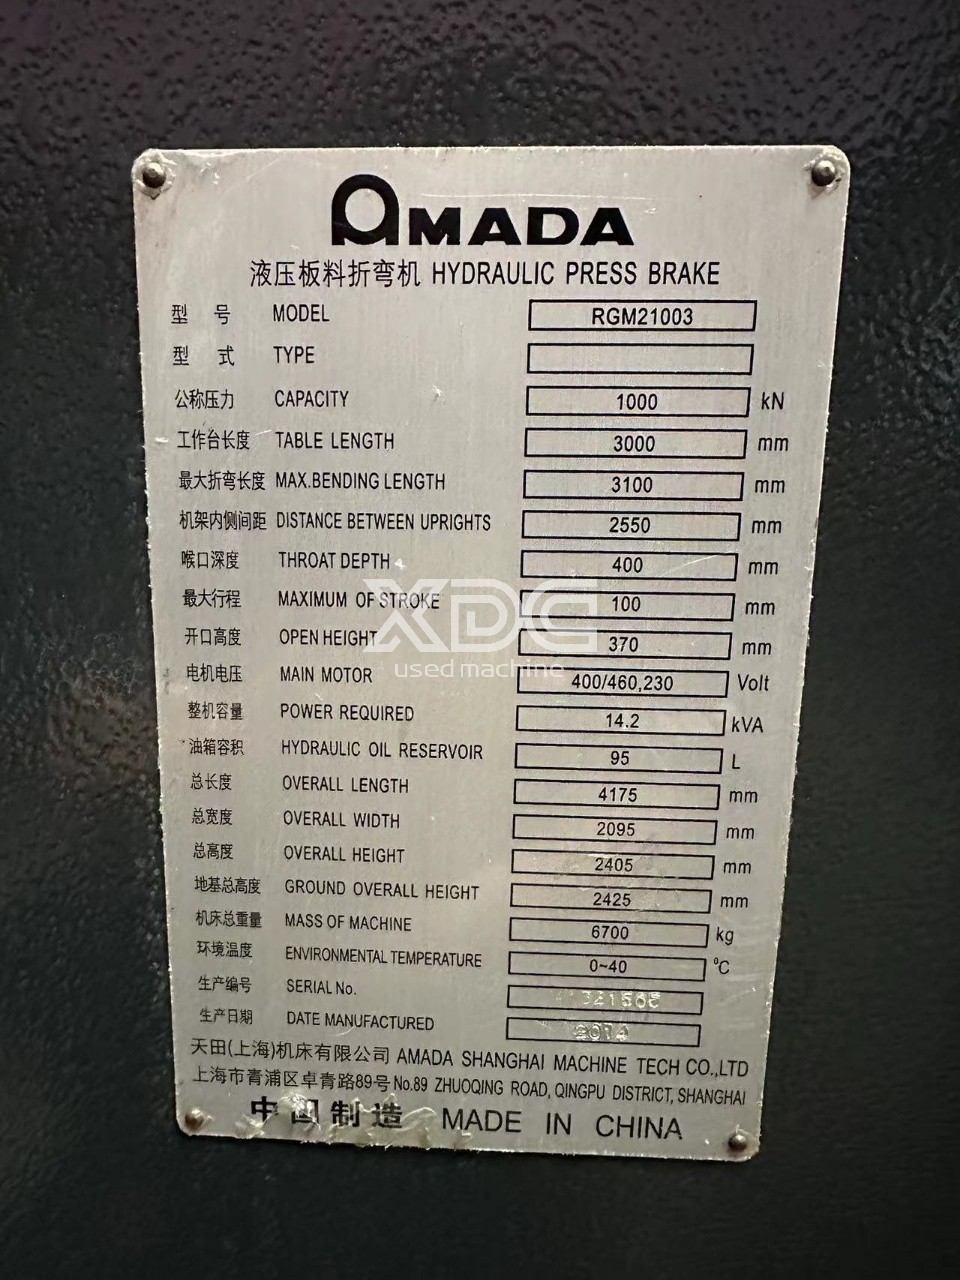 AMADA
液压板料折弯机 HYDRAULIC PRESS BRAKE
型 号 MODEL RGM21003
型 式 TYPE
公称压力 CAPACITY 1000 kN
工作台长度 TABLE LENGTH 3000 mm
最大折弯长度 MAX.BENDING LENGTH 3100 mm
机架内侧间距 DISTANCE BETWEEN UPRIGHTS 2550 mm
喉口深度 THROAT DEPTH 400 mm
最大行程 MAXIMUM OF STROKE 100 mm
XDC
开口高度 OPEN HEIGHT 370 mm
used machine
电机电压 MAIN MOTOR 400/460,230 Volt
整机容量 POWER REQUIRED 14.2 kVA
油箱容积 HYDRAULIC OIL RESERVOIR 95 L
总长度 OVERALL LENGTH 4175 mm
总宽度 OVERALL WIDTH 2095 mm
总高度 OVERALL HEIGHT 2405 mm
地基总高度 GROUND OVERALL HEIGHT 2425 mm
机床总重量 MASS OF MACHINE 6700 kg
环境温度 ENVIRONMENTAL TEMPERATURE 0~40 °C
生产编号 SERIAL No.
生产日期 DATE MANUFACTURED 2014
天田(上海)机床有限公司 AMADA SHANGHAI MACHINE TECH CO.,LTD
上海市青浦区卓青路89号 No.89 ZHUOQING ROAD, QINGPU DISTRICT, SHANGHAI
中国制造 MADE IN CHINA